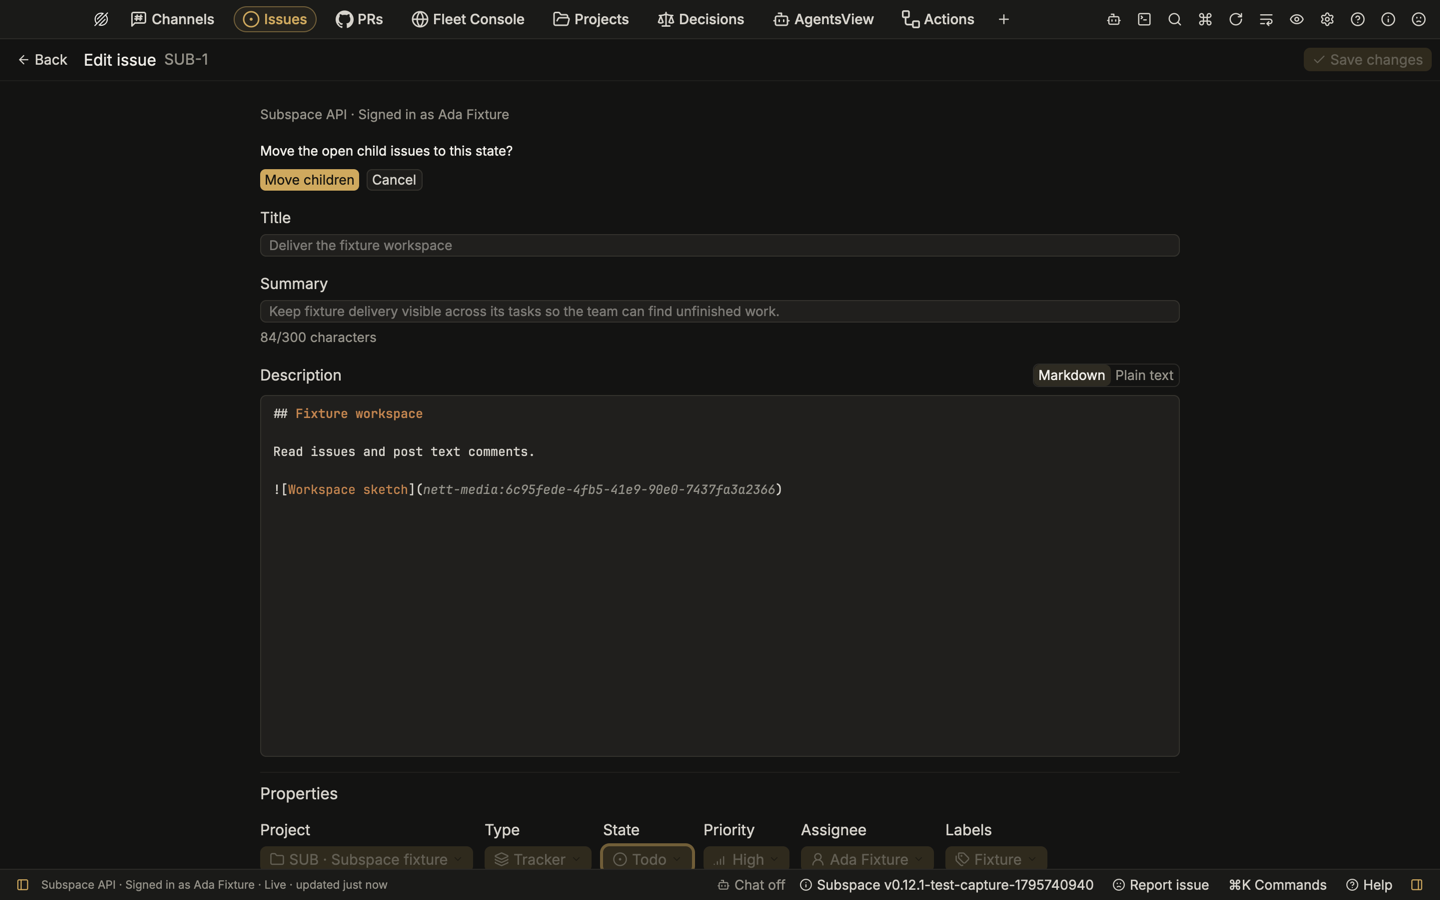 Channels Issues PRs Fleet Console Projects Decisions AgentsView Actions
Back Edit issue SUB-1 Save changes
Subspace API · Signed in as Ada Fixture
Move the open child issues to this state?
Move children Cancel
Title
Deliver the fixture workspace
Summary
Keep fixture delivery visible across its tasks so the team can find unfinished work.
84/300 characters
Description Markdown Plain text
## Fixture workspace
Read issues and post text comments.
![Workspace sketch](nett-media:6c95fede-4fb5-41e9-90e0-7437fa3a2366)
Properties
Project Type State Priority Assignee Labels
SUB · Subspace fixture Tracker Todo High Ada Fixture Fixture
Subspace API · Signed in as Ada Fixture · Live · updated just now Chat off Subspace v0.12.1-test-capture-1795740940 Report issue ⌘K Commands Help